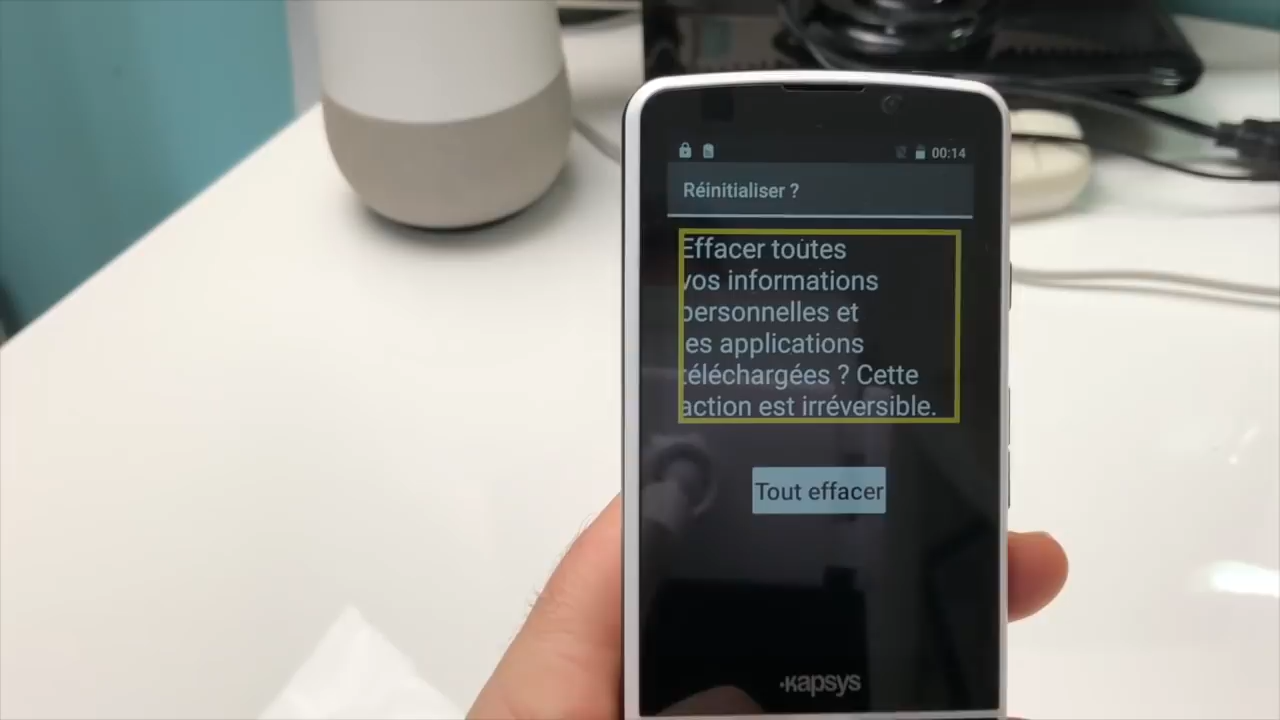 00:14
Réinitialiser ?
Effacer toutes
vos informations
personnelles et
les applications
téléchargées ? Cette
action est irréversible.
Tout effacer
Kapsys